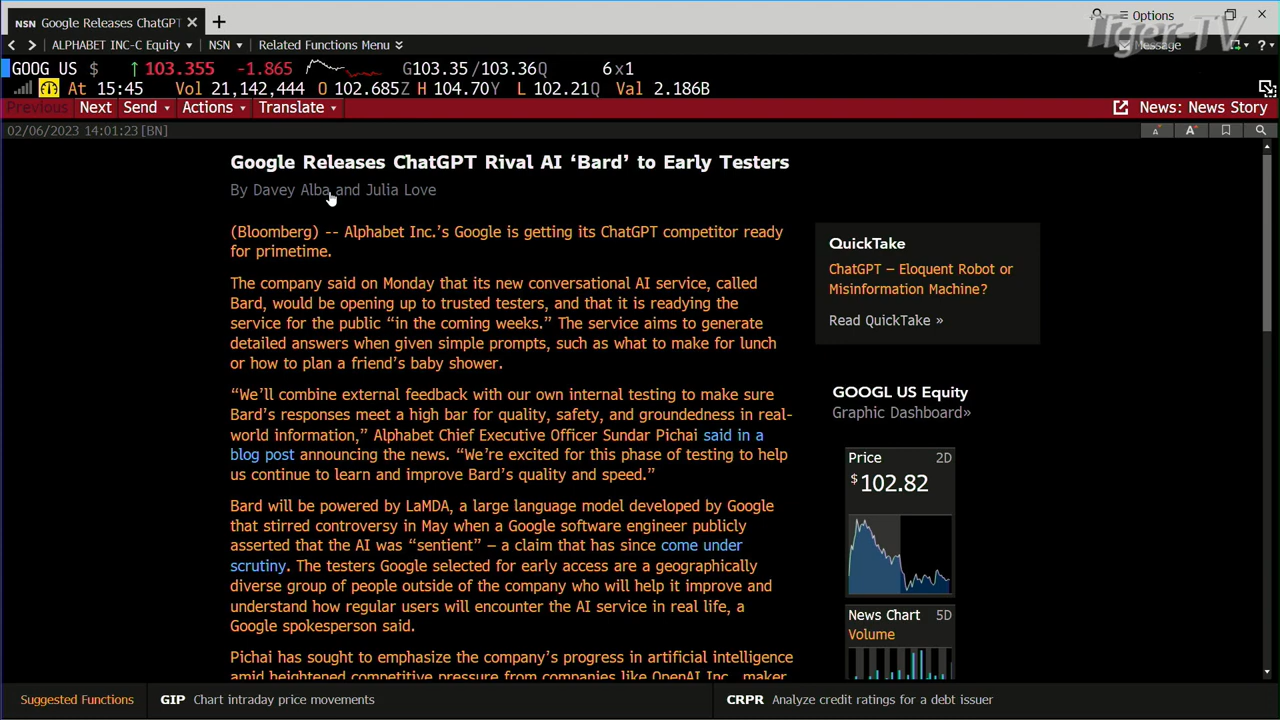 NSN Google Releases ChatGPT
Options
ALPHABET INC-C Equity NSN Related Functions Menu
Tiger-TV
Message
GOOG US $ ↑ 103.355 -1.865 G103.35/103.36Q 6x1
At 15:45 Vol 21,142,444 O 102.685Z H 104.70Y L 102.21Q Val 2.186B
Previous Next Send Actions Translate News: News Story
02/06/2023 14:01:23[BN]
Google Releases ChatGPT Rival AI ‘Bard’ to Early Testers
By Davey Alba and Julia Love
(Bloomberg) -- Alphabet Inc.’s Google is getting its ChatGPT competitor ready
for primetime.
The company said on Monday that its new conversational AI service, called
Bard, would be opening up to trusted testers, and that it is readying the
service for the public “in the coming weeks.” The service aims to generate
detailed answers when given simple prompts, such as what to make for lunch
or how to plan a friend’s baby shower.
“We’ll combine external feedback with our own internal testing to make sure
Bard’s responses meet a high bar for quality, safety, and groundedness in real-
world information,” Alphabet Chief Executive Officer Sundar Pichai said in a
blog post announcing the news. “We’re excited for this phase of testing to help
us continue to learn and improve Bard’s quality and speed.”
Bard will be powered by LaMDA, a large language model developed by Google
that stirred controversy in May when a Google software engineer publicly
asserted that the AI was “sentient” – a claim that has since come under
scrutiny. The testers Google selected for early access are a geographically
diverse group of people outside of the company who will help it improve and
understand how regular users will encounter the AI service in real life, a
Google spokesperson said.
Pichai has sought to emphasize the company’s progress in artificial intelligence
amid heightened competitive pressure from companies like OpenAI Inc., maker
QuickTake
ChatGPT – Eloquent Robot or
Misinformation Machine?
Read QuickTake »
GOOGL US Equity
Graphic Dashboard»
Price 2D
$102.82
News Chart 5D
Volume
Suggested Functions GIP Chart intraday price movements CRPR Analyze credit ratings for a debt issuer